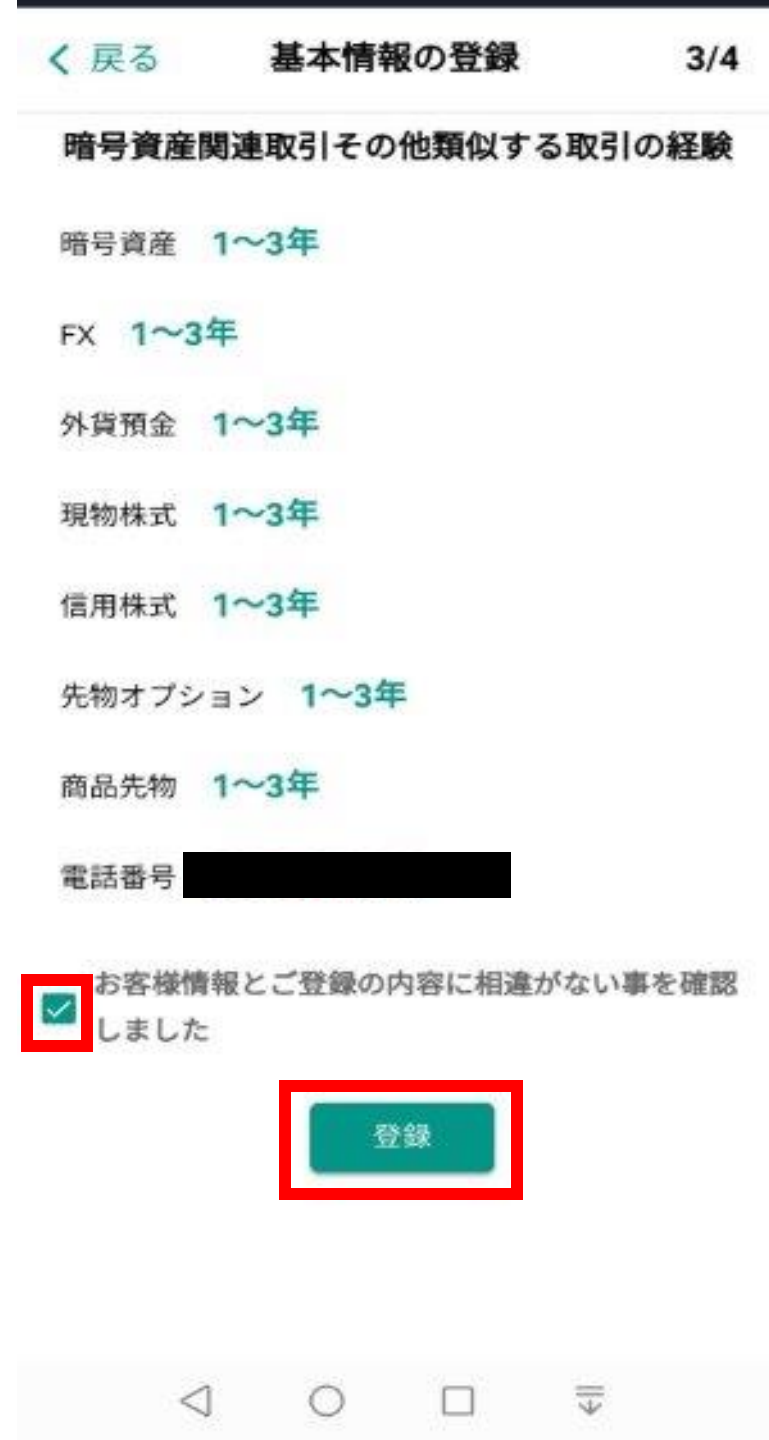 戻る 基本情報の登録 3/4
暗号資産関連取引その他類似する取引の経験
暗号資産 1〜3年
FX 1〜3年
外貨預金 1〜3年
現物株式 1〜3年
信用株式 1〜3年
先物オプション 1〜3年
商品先物 1〜3年
電話番号
お客様情報とご登録の内容に相違がない事を確認
しました
登録